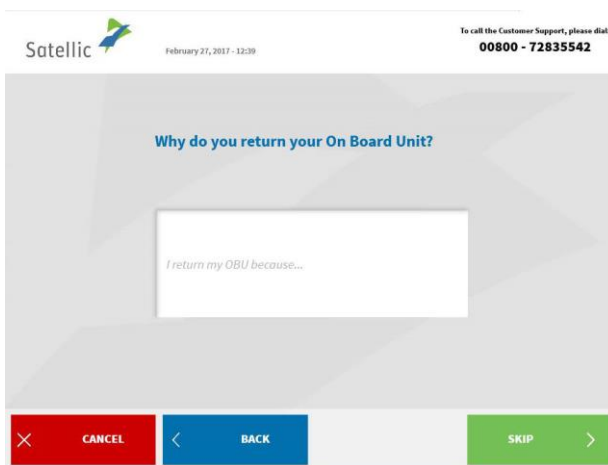 Satellic
February 27, 2017 - 12:39
To call the Customer Support, please dial:
00800 - 72835542
Why do you return your On Board Unit?
I return my OBU because...
CANCEL
BACK
SKIP